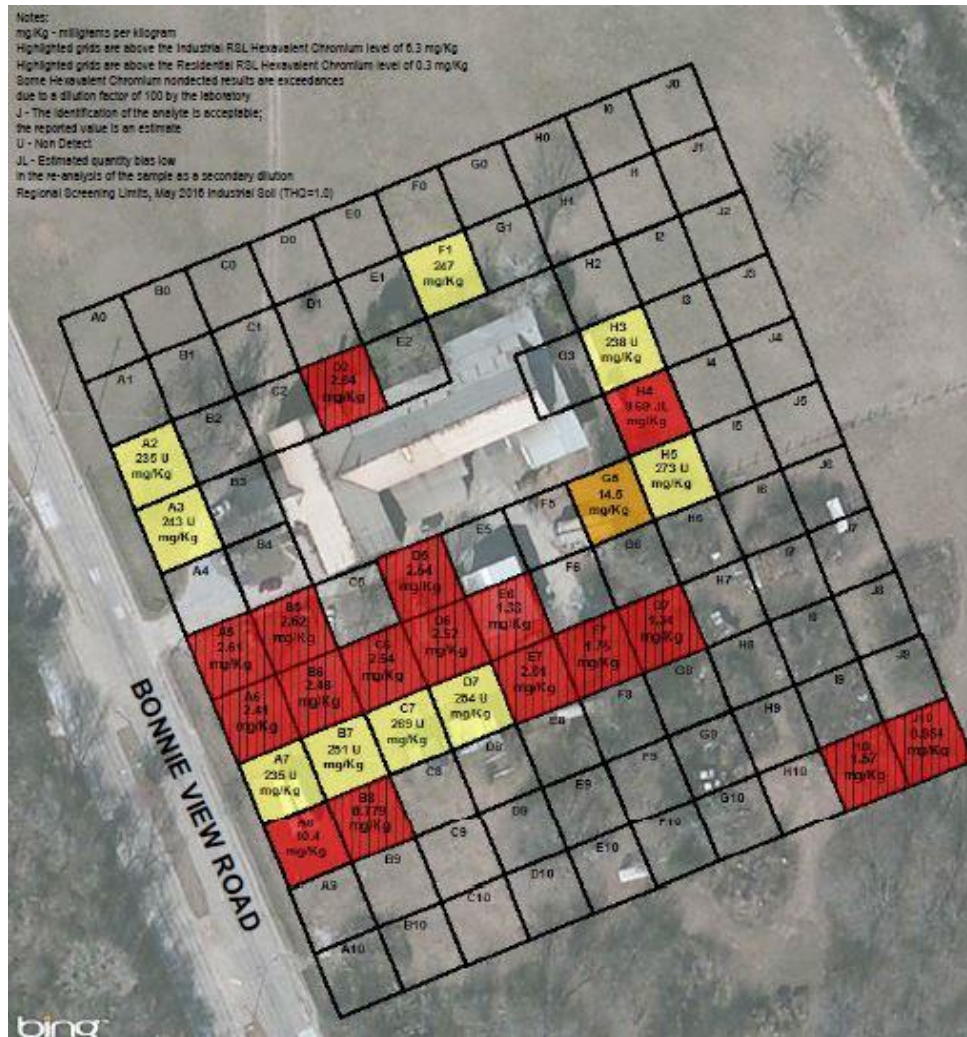 Notes:
mg/Kg - milligrams per kilogram
Highlighted grids are above the Industrial RSL Hexavalent Chromium level of 6.3 mg/Kg
Highlighted grids are above the Residential RSL Hexavalent Chromium level of 0.3 mg/Kg
Some Hexavalent Chromium nondetected results are exceedances
due to a dilution factor of 100 by the laboratory
J - The identification of the analyte is acceptable;
the reported value is an estimate
U - Non Detect
JL - Estimated quantity bias low
in the re-analysis of the sample as a secondary dilution
Regional Screening Limits, May 2016 Industrial Soil (THQ=1.0)
A0 B0 C0 D0 E0 F0 G0 H0 I0 J0
A1 B1 C1 D1 E1
F1
247
mg/Kg
G1 H1 I1 J1
A2
235 U
mg/Kg
B2 C2
D2
2.64
mg/Kg
E2 H2 I2 J2
A3
243 U
mg/Kg
B3 G3
H3
238 U
mg/Kg
I3 J3
A4 B4
H4
JL
mg/Kg
I4 J4
A5
2.61
mg/Kg
B5
2.62
mg/Kg
C5
D5
2.64
mg/Kg
E5 F5
G5
14.5
mg/Kg
H5
273 U
mg/Kg
I5 J5
A6
2.41
mg/Kg
B6
2.48
mg/Kg
C6
2.54
mg/Kg
D6
2.57
mg/Kg
E6
1.38
mg/Kg
F6 G6 H6 I6 J6
A7
235 U
mg/Kg
B7
251 U
mg/Kg
C7
269 U
mg/Kg
D7
264 U
mg/Kg
E7
mg/Kg
F7
mg/Kg
G7
mg/Kg
H7 I7 J7
A8
10.4
mg/Kg
B8
0.779
mg/Kg
C8 D8 E8 F8 G8 H8 I8 J8
A9 B9 C9 D9 E9 F9 G9 H9 I9 J9
A10 B10 C10 D10 E10 F10 G10 H10
I10
1.57
mg/Kg
J10
mg/Kg
BONNIE VIEW ROAD
bing